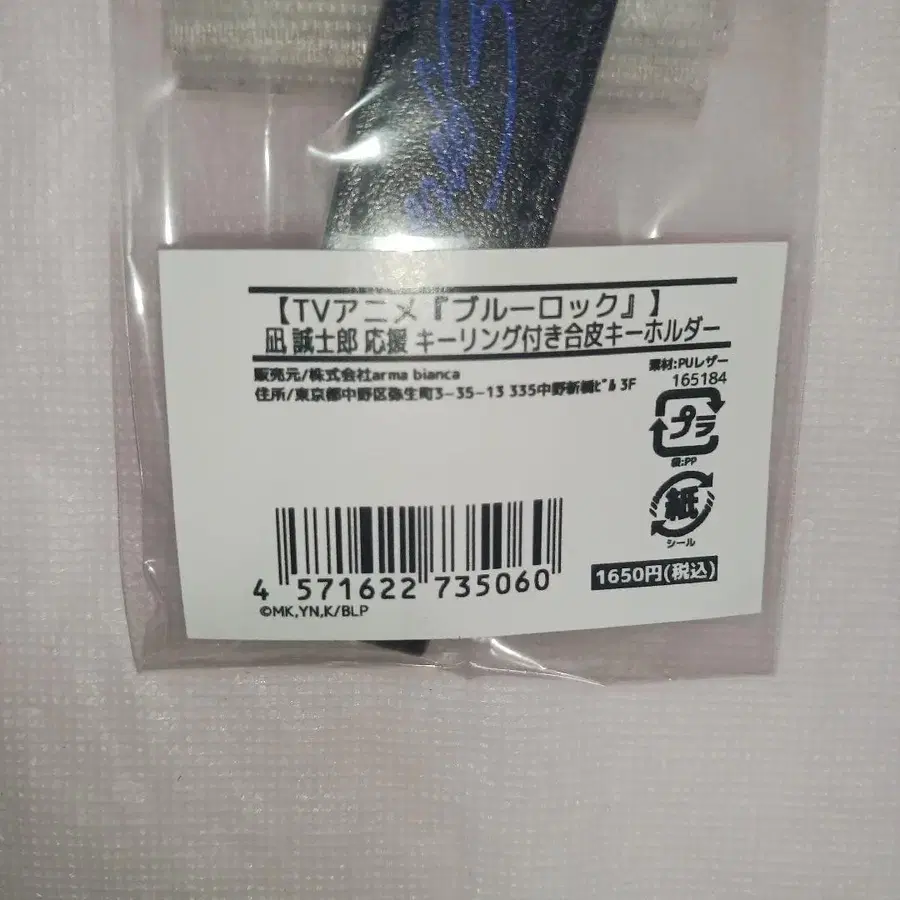 【TVアニメ『ブルーロック』】
凪 誠士郎 応援 キーリング付き合皮キーホルダー
販売元/株式会社arma bianca
住所/東京都中野区弥生町3-35-13 335中野新橋ビル 3F
素材:PUレザー
165184
プラ
袋:PP
紙
シール
1650円(税込)
4 571622 735060
©MK,YN,K/BLP